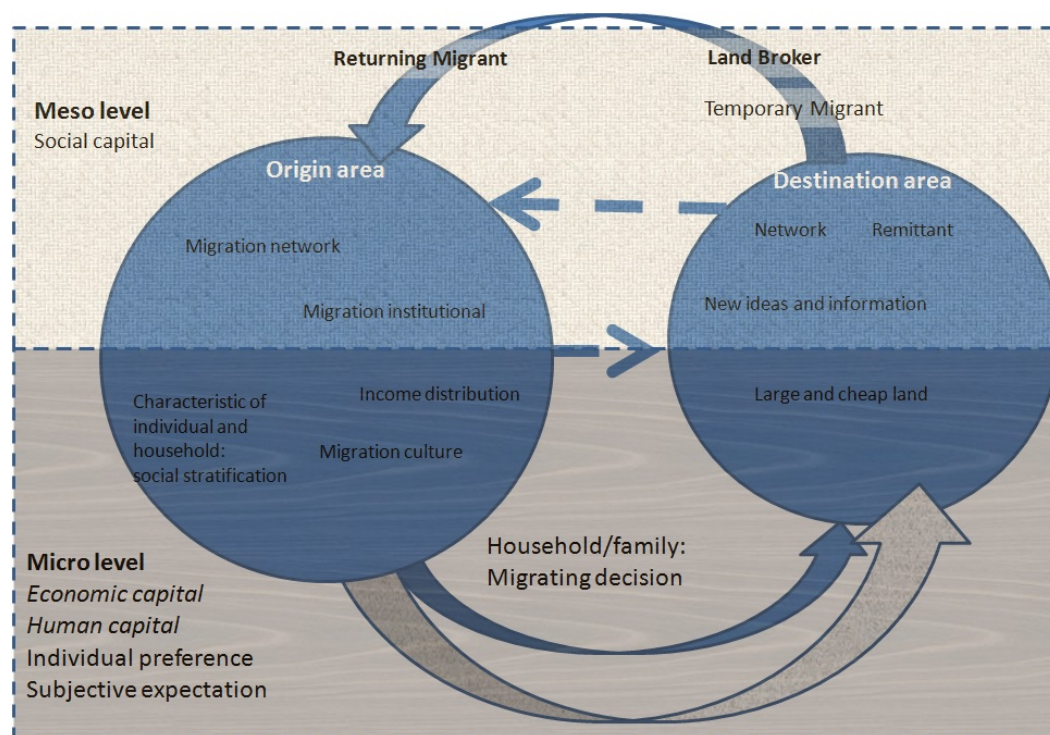 Returning Migrant
Land Broker
Meso level
Social capital
Temporary Migrant
Origin area
Destination area
Migration network
Network
Remittant
Migration institutional
New ideas and information
Characteristic of
individual and
household:
social stratification
Income distribution
Migration culture
Large and cheap land
Household/family:
Migrating decision
Micro level
Economic capital
Human capital
Individual preference
Subjective expectation